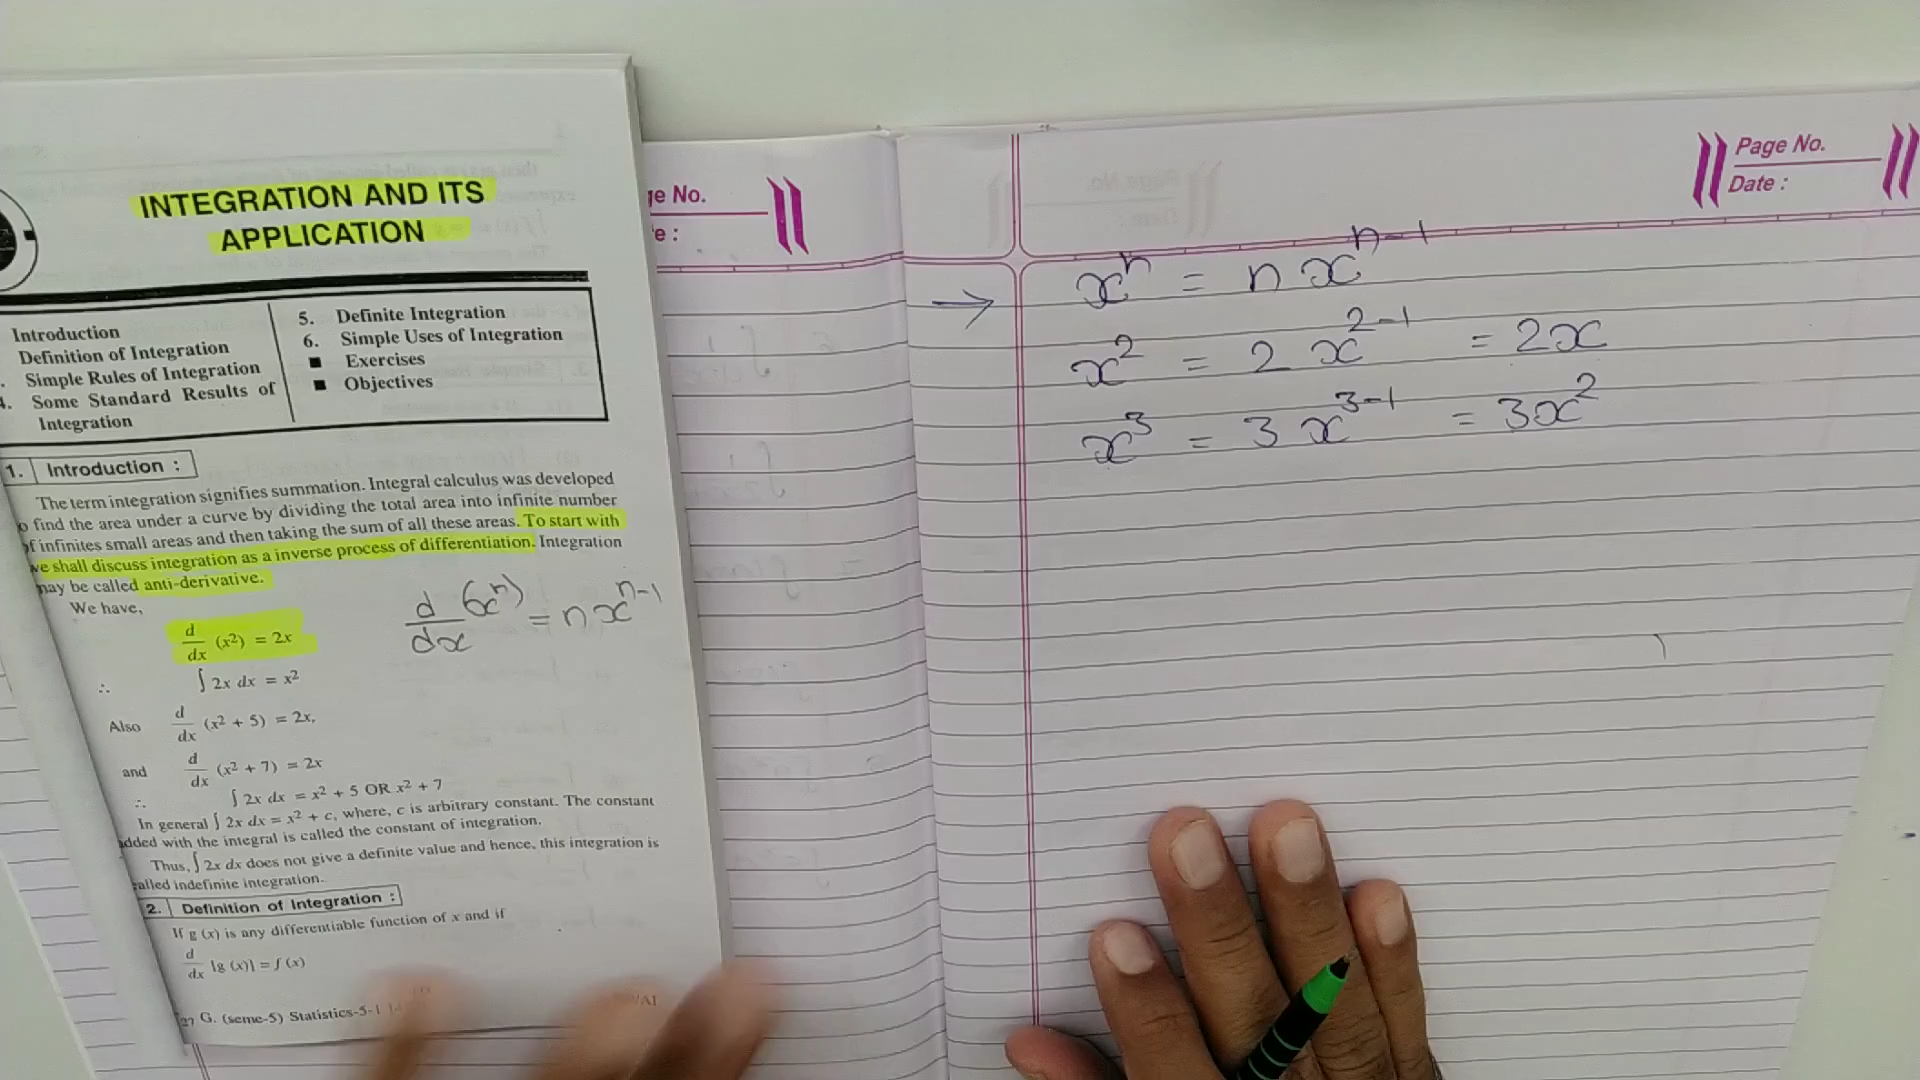 INTEGRATION AND ITS
APPLICATION
Introduction
Definition of Integration
Simple Rules of Integration
4. Some Standard Results of
Integration
5. Definite Integration
6. Simple Uses of Integration
■ Exercises
■ Objectives
1. Introduction :
The term integration signifies summation. Integral calculus was developed
find the area under a curve by dividing the total area into infinite number
of infinites small areas and then taking the sum of all these areas. To start with
we shall discuss integration as a inverse process of differentiation. Integration
may be called anti-derivative.
We have,
d/dx (x²) = 2x
d/dx (xⁿ) = n xⁿ⁻¹
∴ ∫ 2x dx = x²
Also d/dx (x² + 5) = 2x,
and d/dx (x² + 7) = 2x
∴ ∫ 2x dx = x² + 5 OR x² + 7
In general ∫ 2x dx = x² + c, where, c is arbitrary constant. The constant
added with the integral is called the constant of integration.
Thus, ∫ 2x dx does not give a definite value and hence, this integration is
called indefinite integration.
2. Definition of Integration :
If g (x) is any differentiable function of x and if
d/dx [g (x)] = f (x)
G. (seme-5) Statistics-5-1
Page No.
Date :
→ xⁿ = n xⁿ⁻¹
x² = 2 x²⁻¹ = 2x
x³ = 3 x³⁻¹ = 3x²